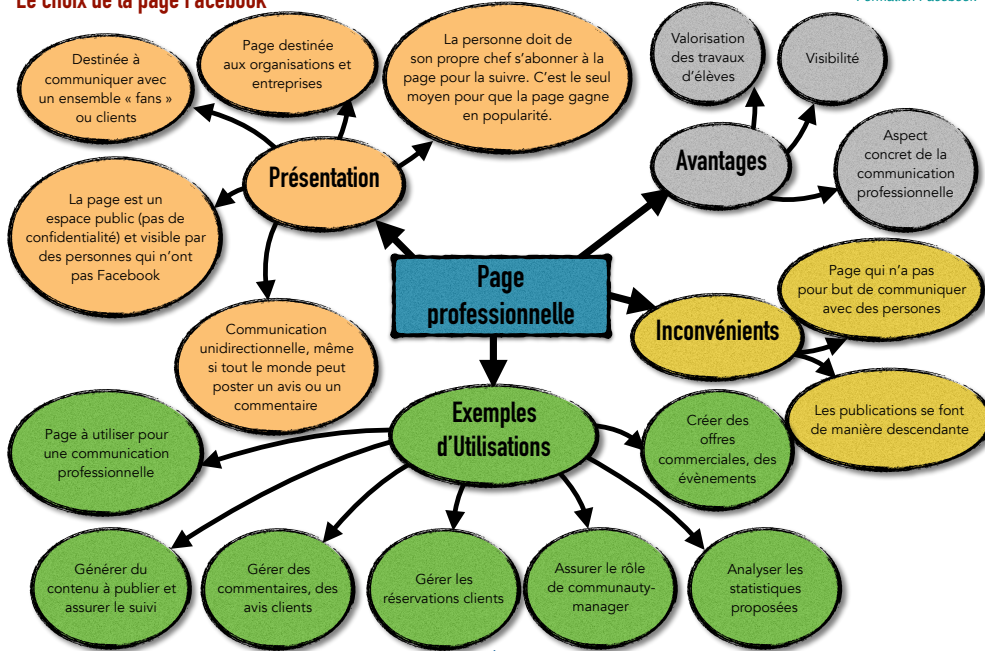 Le choix de la page Facebook
Formation Facebook
Destinée à
communiquer avec
un ensemble « fans »
ou clients
Page destinée
aux organisations et
entreprises
La personne doit de
son propre chef s'abonner à la
page pour la suivre. C'est le seul
moyen pour que la page gagne
en popularité.
Présentation
La page est un
espace public (pas de
confidentialité) et visible par
des personnes qui n'ont
pas Facebook
Communication
unidirectionnelle, même
si tout le monde peut
poster un avis ou un
commentaire
Valorisation
des travaux
d'élèves
Visibilité
Avantages
Aspect
concret de la
communication
professionnelle
Page
professionnelle
Inconvénients
Page qui n'a pas
pour but de communiquer
avec des persones
Les publications se font
de manière descendante
Exemples
d'Utilisations
Page à utiliser pour
une communication
professionnelle
Créer des
offres
commerciales, des
évènements
Générer du
contenu à publier et
assurer le suivi
Gérer des
commentaires, des
avis clients
Gérer les
réservations clients
Assurer le rôle
de communauty-
manager
Analyser les
statistiques
proposées